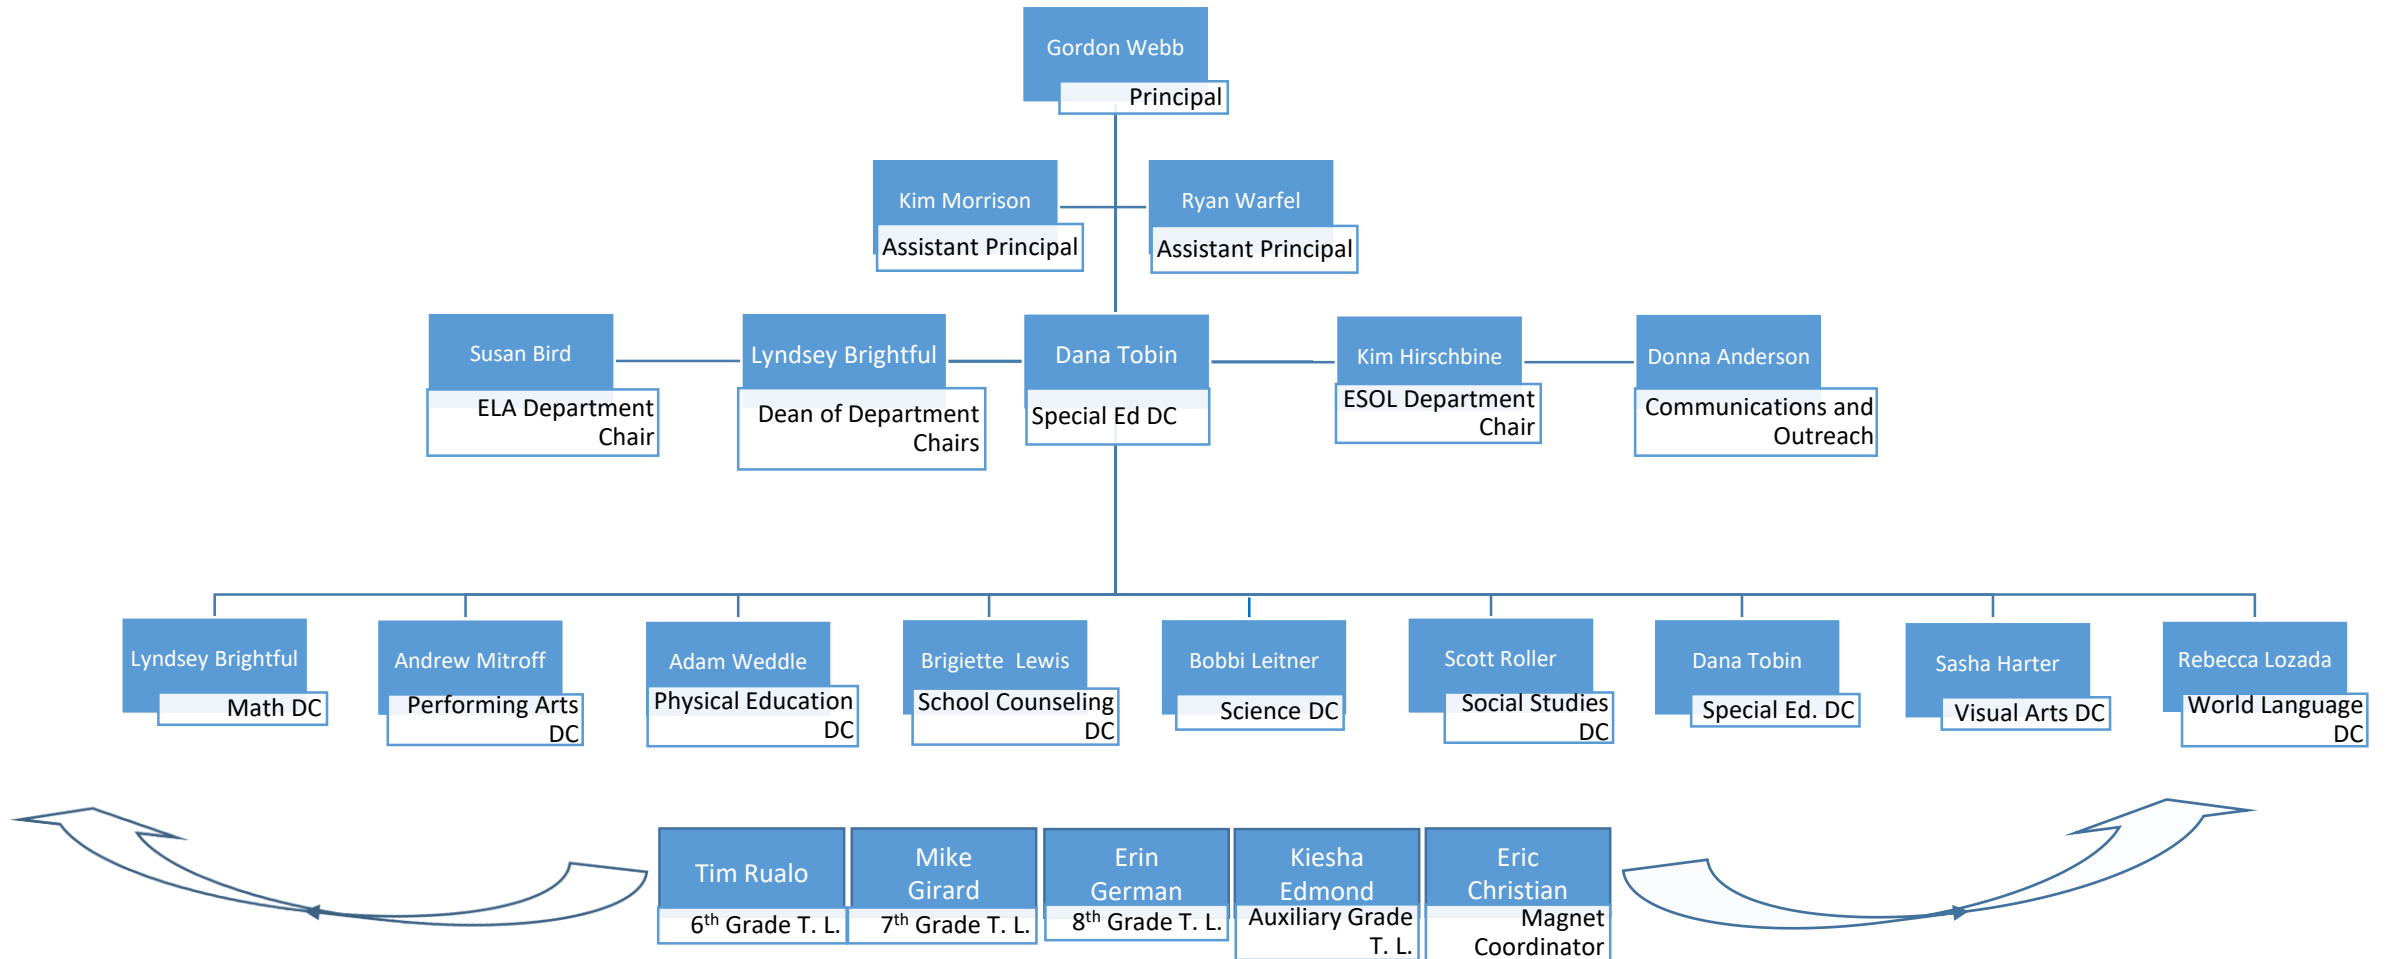 Gordon Webb
Principal
Kim Morrison
Assistant Principal
Ryan Warfel
Assistant Principal
Susan Bird
ELA Department
Chair
Lyndsey Brightful
Dean of Department
Chairs
Dana Tobin
Special Ed DC
Kim Hirschbine
ESOL Department
Chair
Donna Anderson
Communications and
Outreach
Lyndsey Brightful
Math DC
Andrew Mitroff
Performing Arts
DC
Adam Weddle
Physical Education
DC
Brigiette  Lewis
School Counseling
DC
Bobbi Leitner
Science DC
Scott Roller
Social Studies
DC
Dana Tobin
Special Ed. DC
Sasha Harter
Visual Arts DC
Rebecca Lozada
World Language
DC
Tim Rualo
6th Grade T. L.
Mike
Girard
7th Grade T. L.
Erin
German
8th Grade T. L.
Kiesha
Edmond
Auxiliary Grade
T. L.
Eric
Christian
Magnet
Coordinator